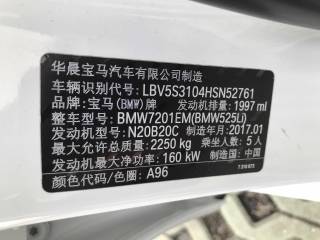 华晨宝马汽车有限公司制造
车辆识别代号: LBV5S3104HSN52761
品牌: 宝马(BMW)牌 发动机排量: 1997 ml
整车型号: BMW7201EM(BMW525Li)
发动机型号: N20B20C 制造年月: 2017.01
最大允许总质量: 2250 kg 乘坐人数: 5 人
发动机最大净功率: 160 kW 制造国: 中国
颜色代码/色圈: A96